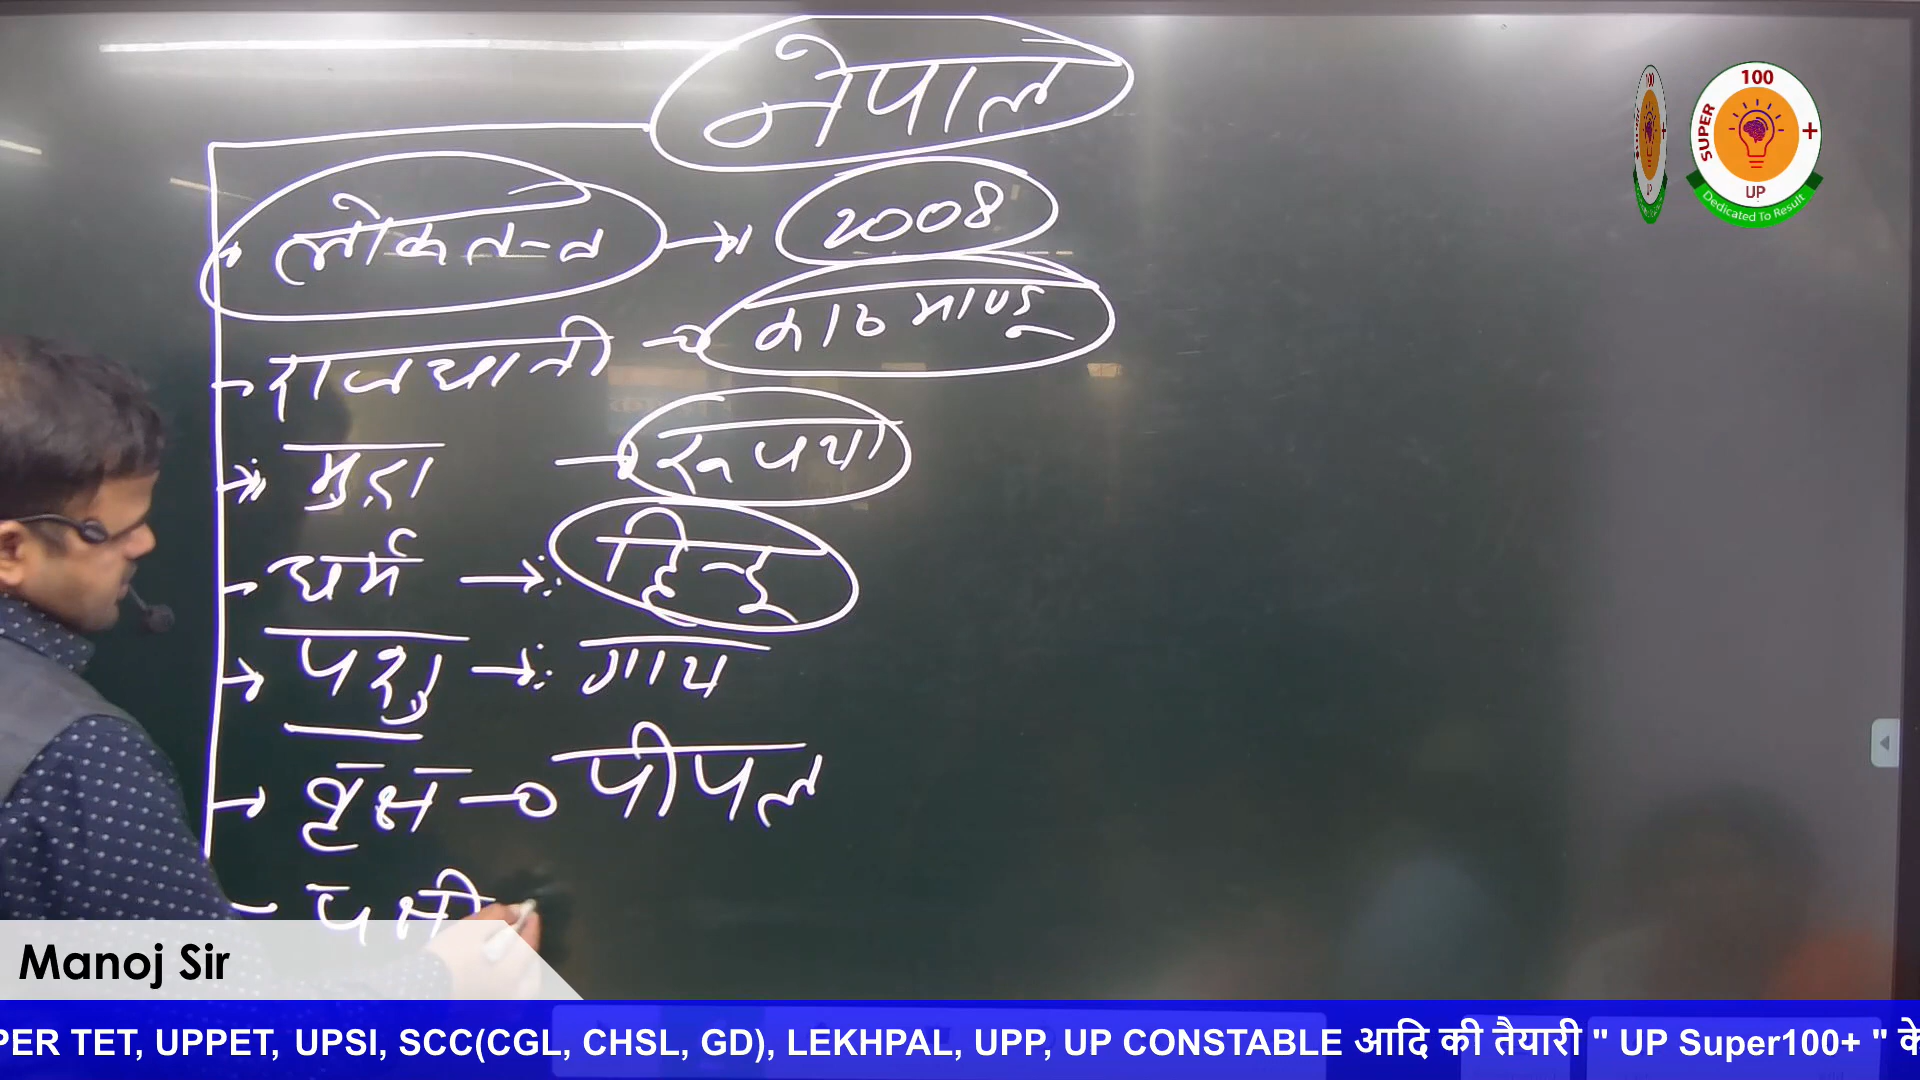 नेपाल
लोकतन्त्र → 2008
राजधानी → काठमाण्डू
मुद्रा → रूपया
धर्म → हिन्दू
पशु → गाय
वृक्ष → पीपल
पक्षी
100
SUPER
+
UP
Dedicated To Result
Manoj Sir
PER TET, UPPET, UPSI, SCC(CGL, CHSL, GD), LEKHPAL, UPP, UP CONSTABLE आदि की तैयारी " UP Super100+ " के